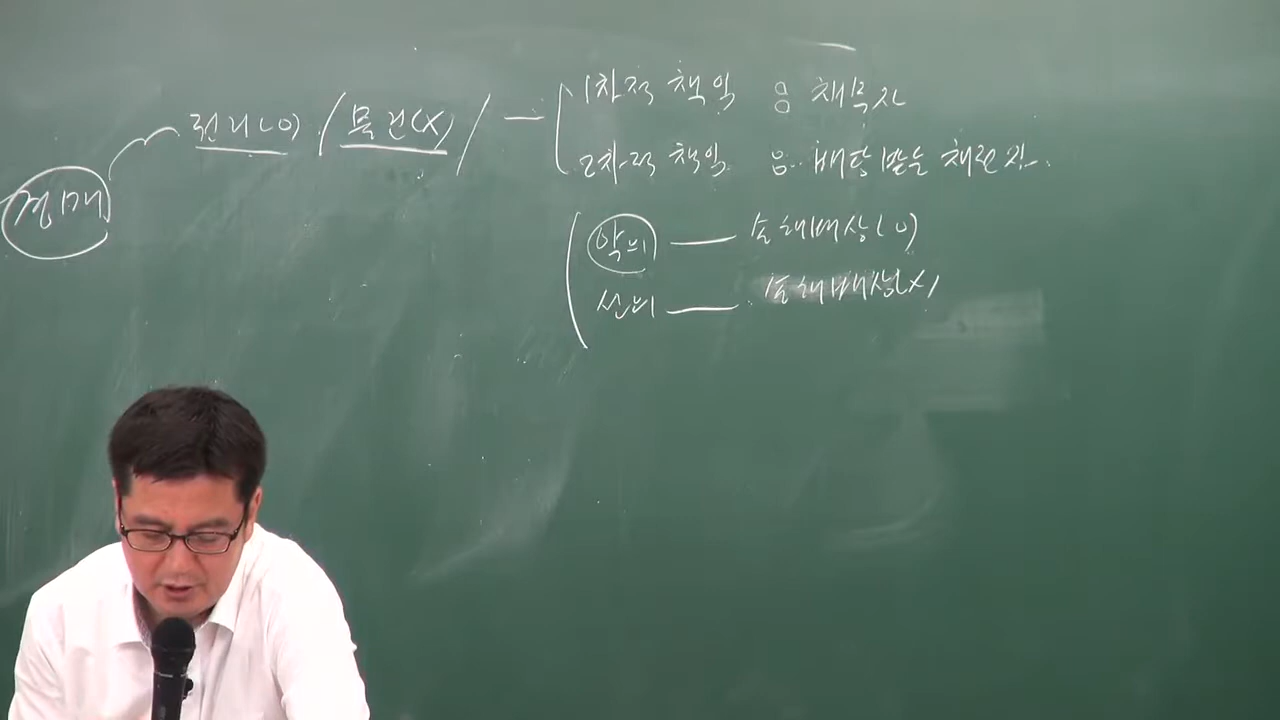 경매
권리(O) / 물건(X) /
1차적 책임 : 채무자
2차적 책임 : 배당받은 채권자
악의 — 손해배상(O)
선의 — 손해배상(X)